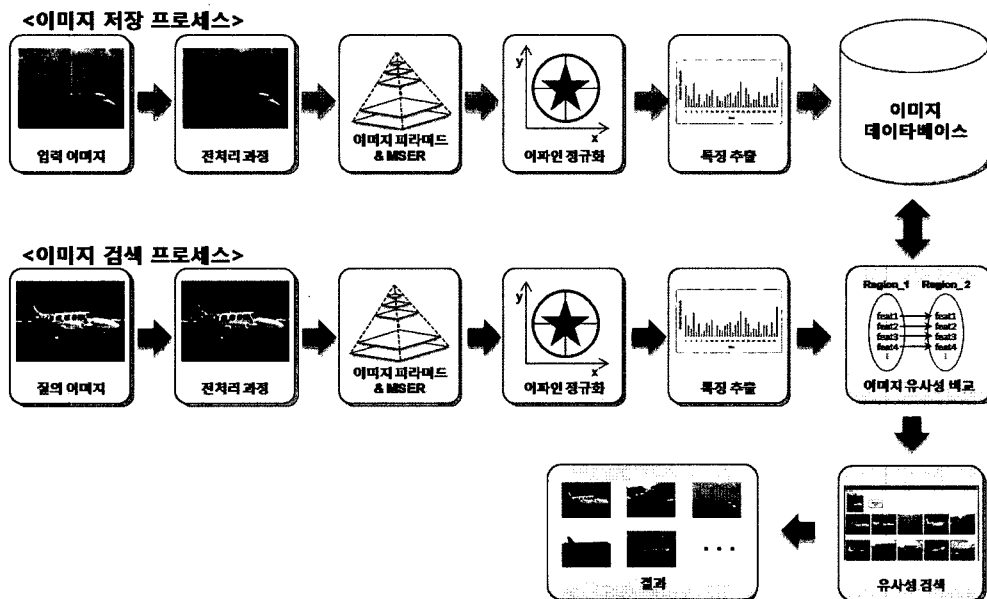 <이미지 저장 프로세스>
입력 이미지
전처리 과정
이미지 피라미드
& MSER
y
x
어파인 정규화
특징 추출
이미지
데이타베이스
<이미지 검색 프로세스>
질의 이미지
전처리 과정
이미지 피라미드
& MSER
y
x
어파인 정규화
특징 추출
Region_1 Region_2
feat1 feat1
feat2 feat2
feat3 feat3
feat4 feat4
이미지 유사성 비교
결과
유사성 검색